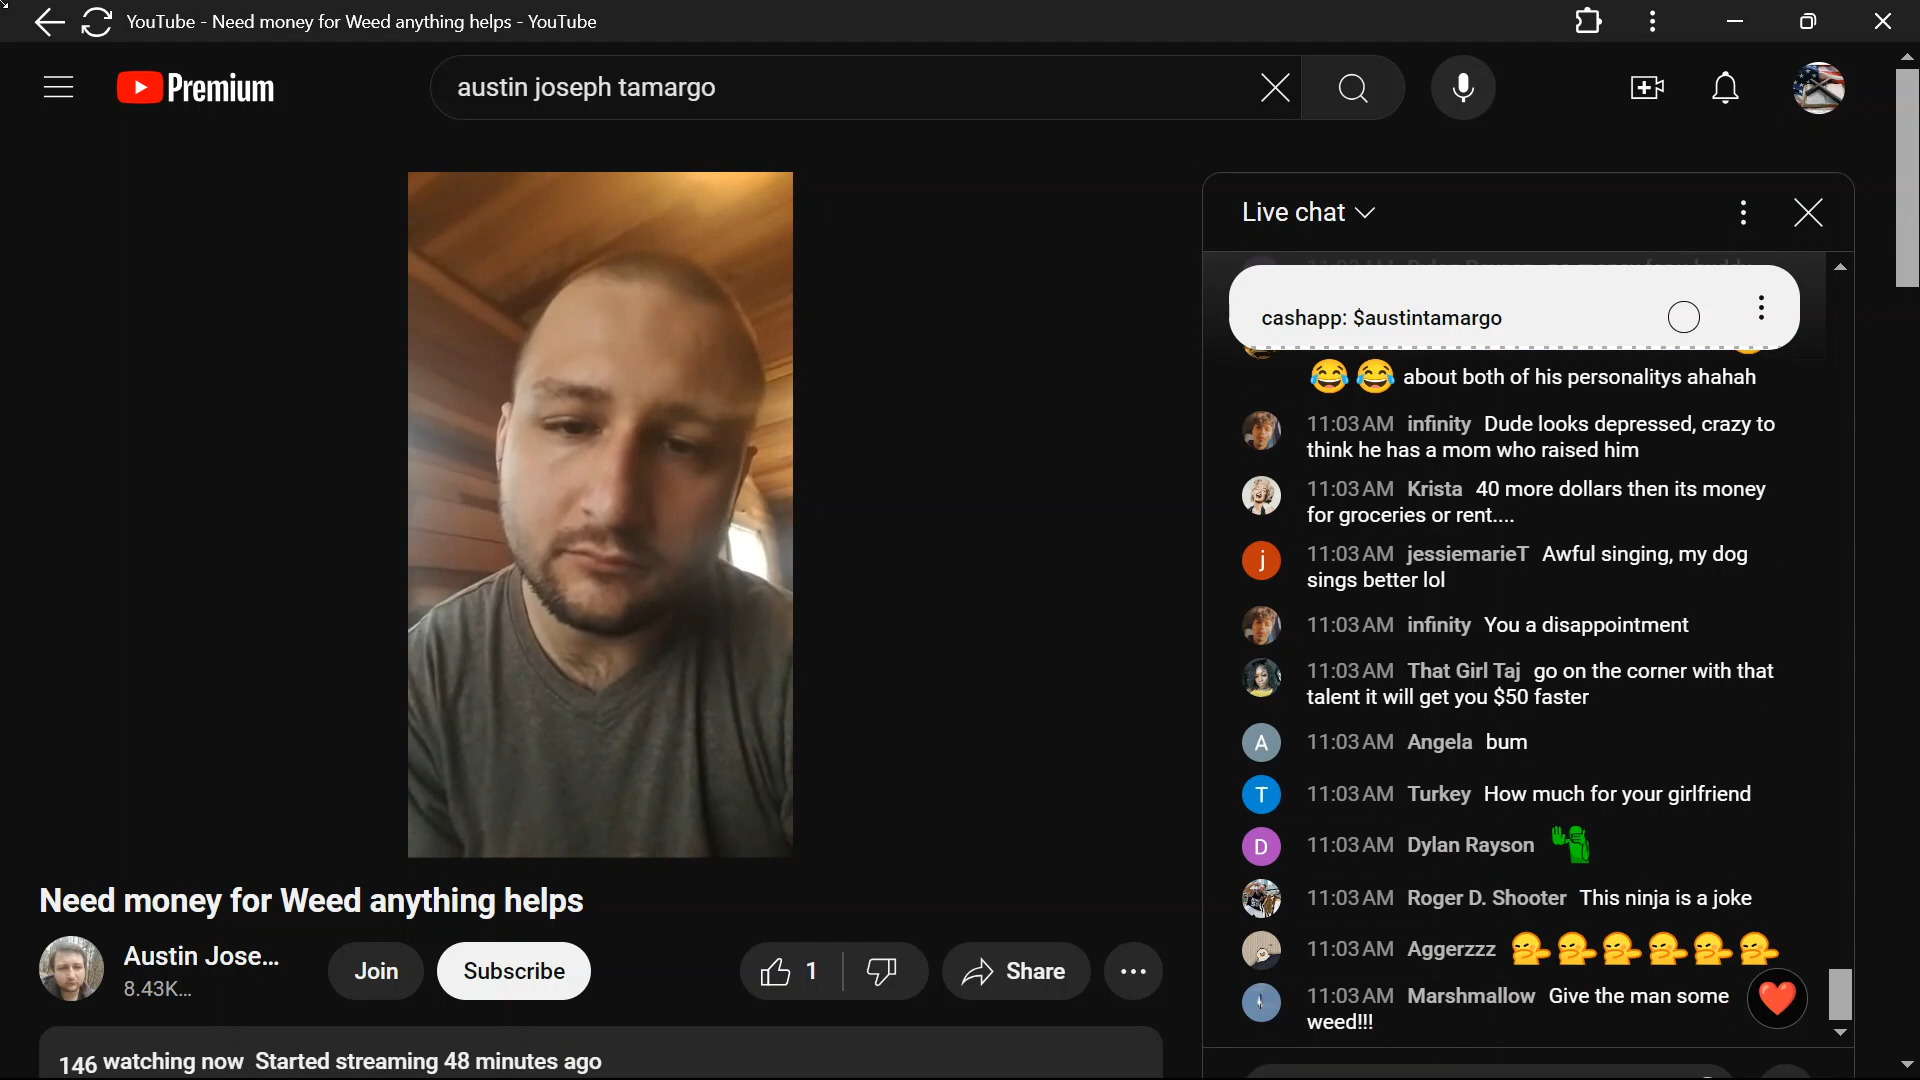 YouTube - Need money for Weed anything helps - YouTube
Premium
austin joseph tamargo
Live chat
cashapp: $austintamargo
😂😂 about both of his personalitys ahahah
11:03 AM infinity Dude looks depressed, crazy to
think he has a mom who raised him
11:03 AM Krista 40 more dollars then its money
for groceries or rent....
j
11:03 AM jessiemarieT Awful singing, my dog
sings better lol
11:03 AM infinity You a disappointment
11:03 AM That Girl Taj go on the corner with that
talent it will get you $50 faster
A
11:03 AM Angela bum
T
11:03 AM Turkey How much for your girlfriend
D
11:03 AM Dylan Rayson
11:03 AM Roger D. Shooter This ninja is a joke
11:03 AM Aggerzzz
11:03 AM Marshmallow Give the man some
weed!!!
Need money for Weed anything helps
Austin Jose...
8.43K...
Join
Subscribe
1
Share
146 watching now Started streaming 48 minutes ago